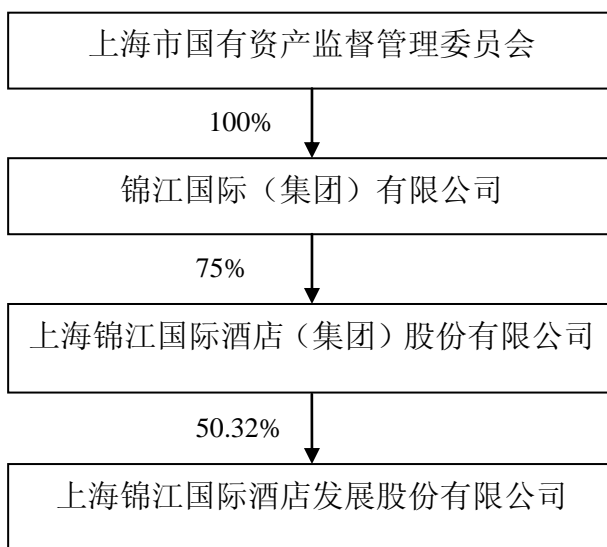 上海市国有资产监督管理委员会
100%
锦江国际（集团）有限公司
75%
上海锦江国际酒店（集团）股份有限公司
50.32%
上海锦江国际酒店发展股份有限公司